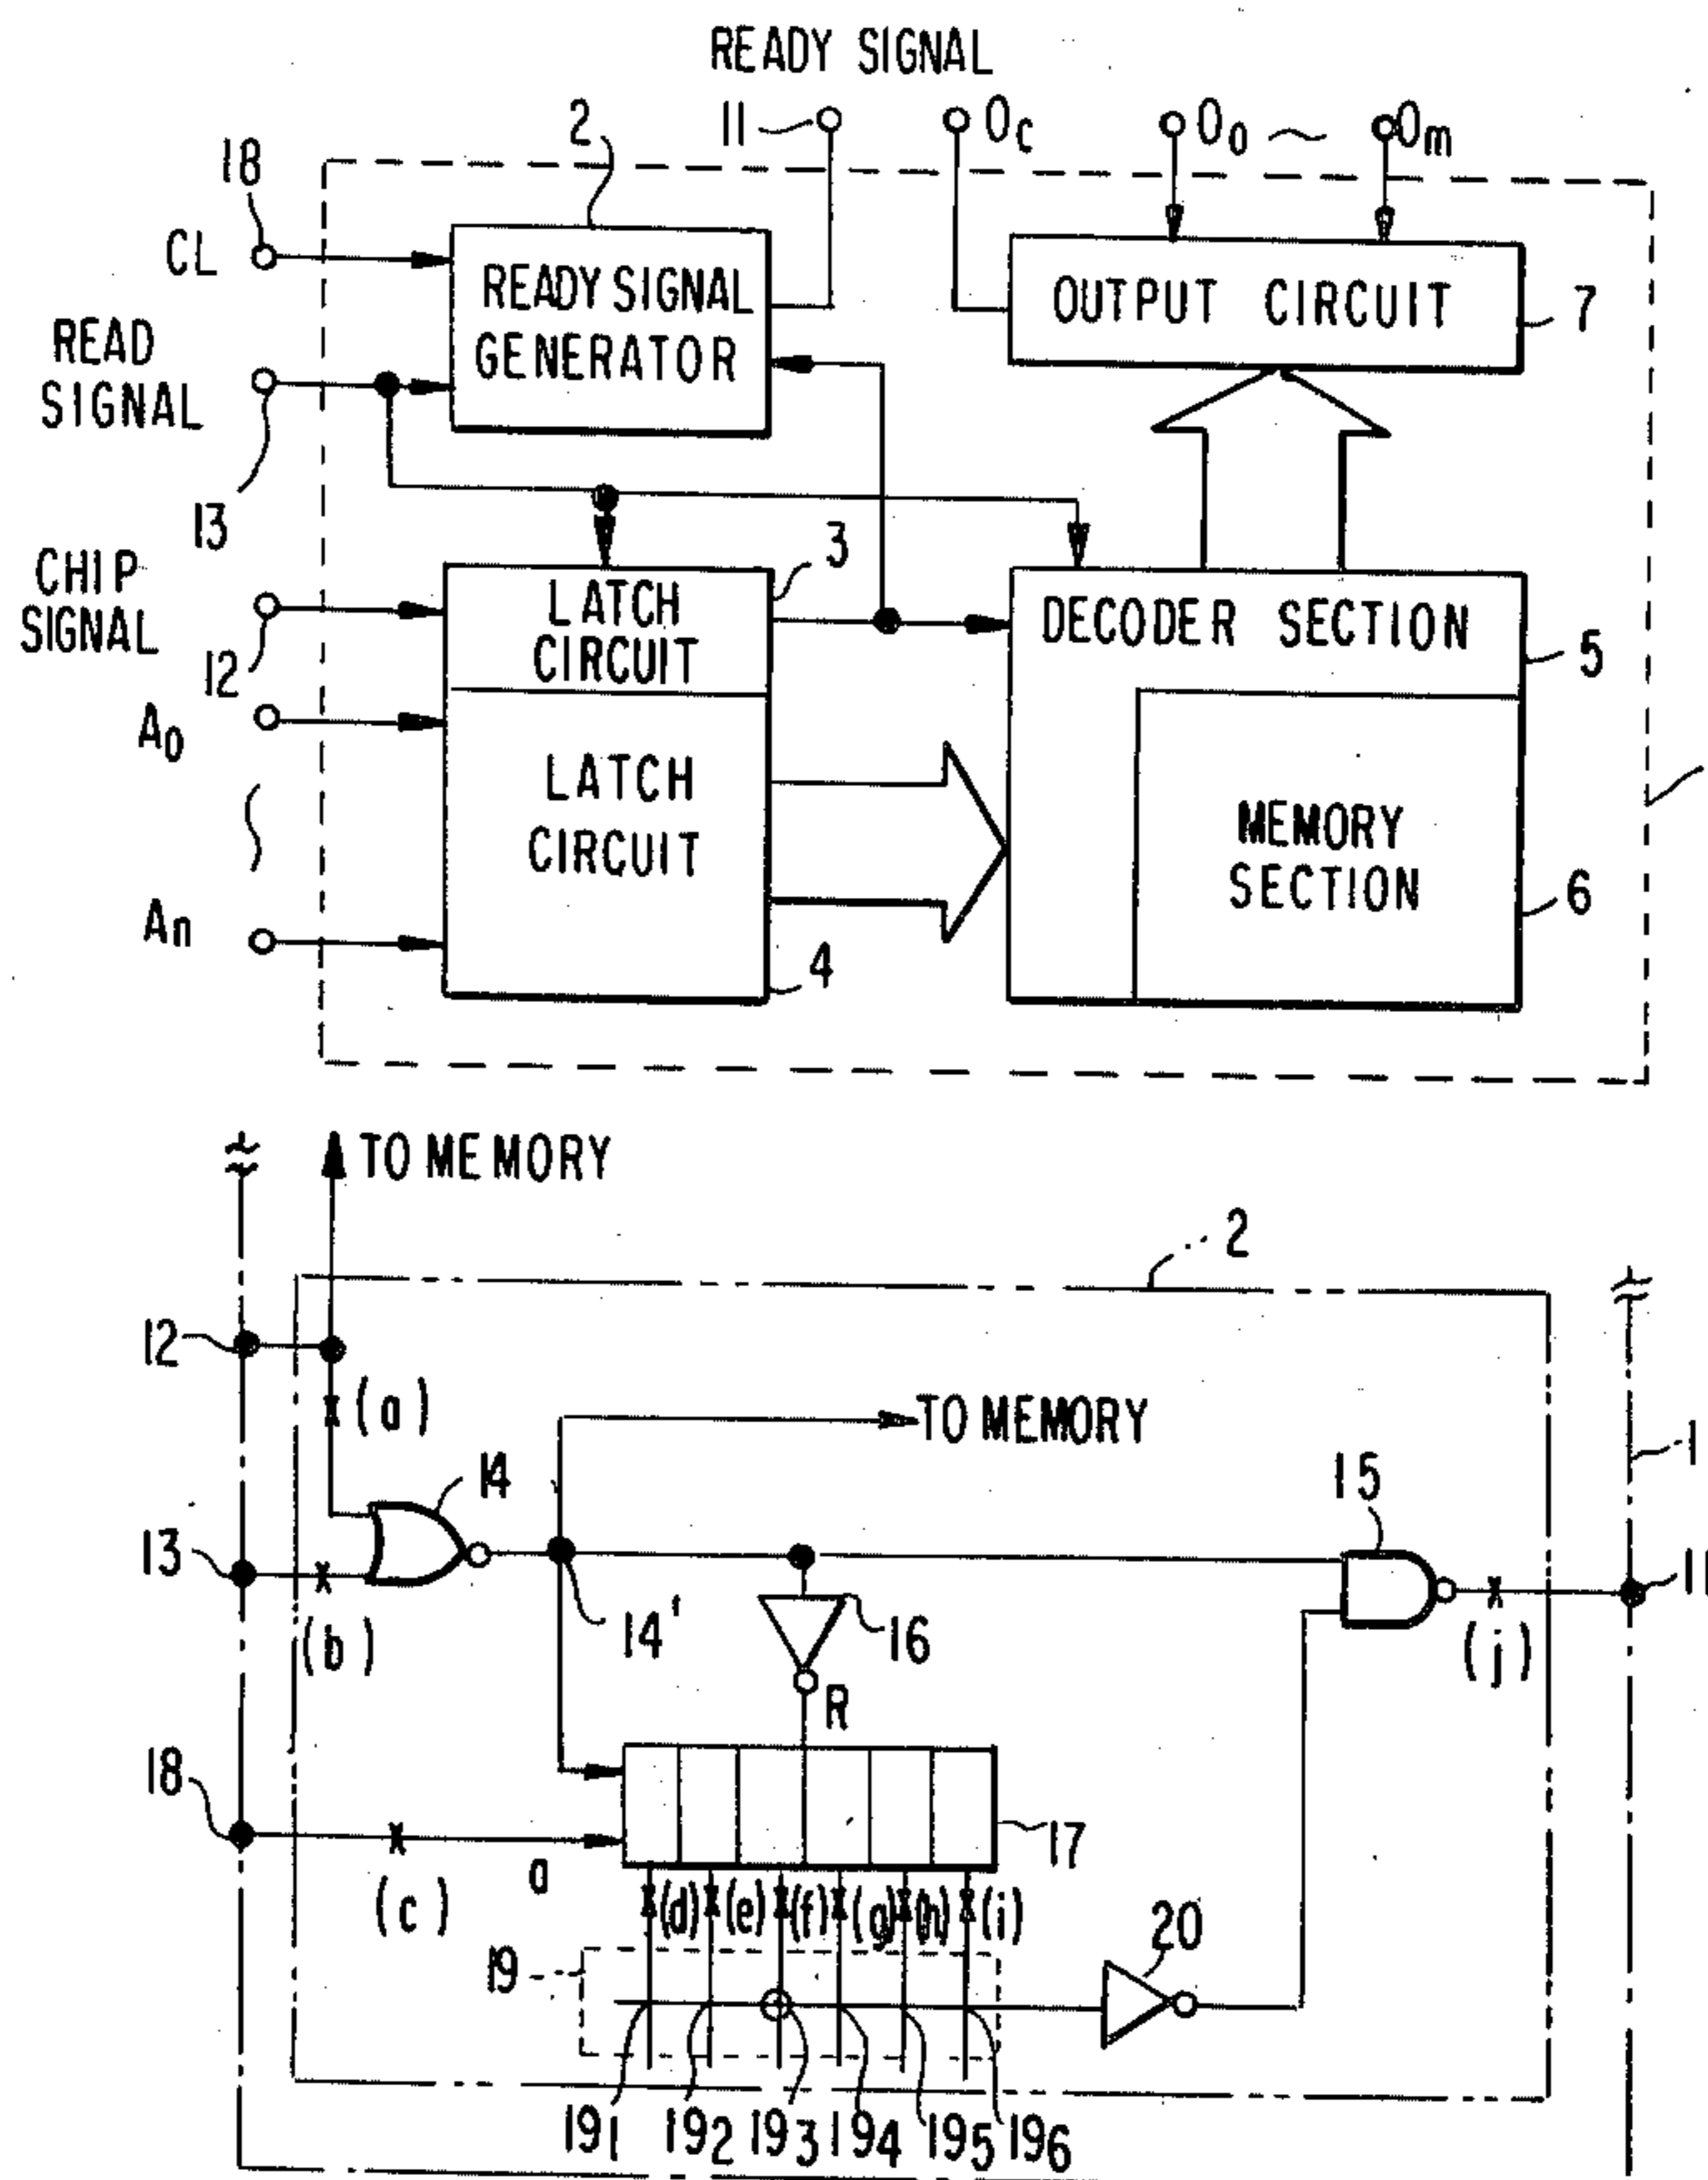 READY SIGNAL
2 11 Oc O0 ~ Om
18
CL
READY SIGNAL
GENERATOR
OUTPUT CIRCUIT
7
READ
SIGNAL
13
3
CHIP
SIGNAL
12
LATCH
CIRCUIT
DECODER SECTION
5
A0
LATCH
CIRCUIT
MEMORY
SECTION
6
An
4
TO MEMORY
2
12
(a)
TO MEMORY
1
14
15
13
11
(b)
14'
16
(j)
R
18
17
a
(c)
(d) (e) (f) (g) (h) (i)
19
20
191 192 193 194 195 196